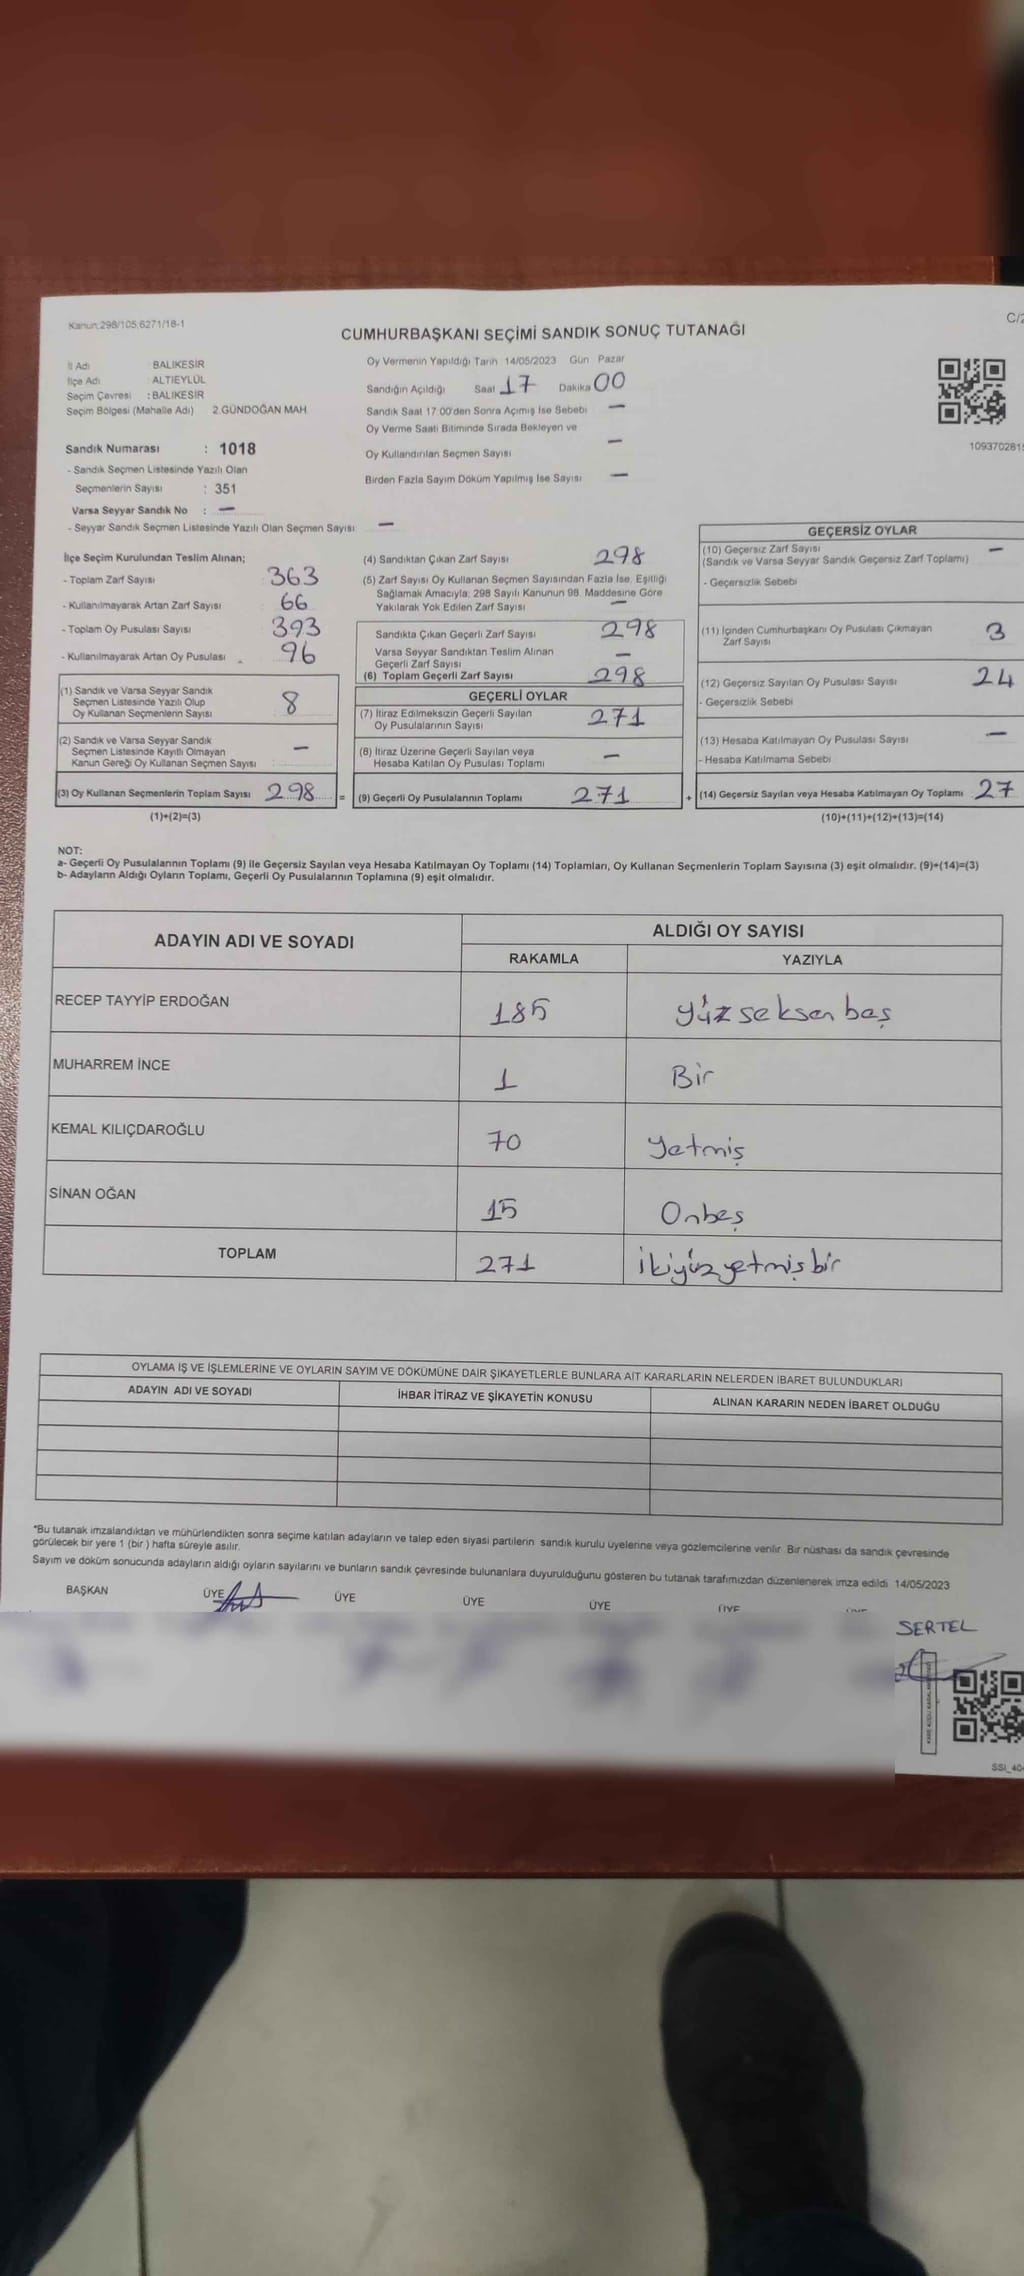 Kanun:298/105;6271/18-1
C/2
CUMHURBAŞKANI SEÇİMİ SANDIK SONUÇ TUTANAĞI
İl Adı : BALIKESİR
İlçe Adı : ALTIEYLÜL
Seçim Çevresi : BALIKESİR
Seçim Bölgesi (Mahalle Adı) 2.GÜNDOĞAN MAH.
Oy Vermenin Yapıldığı Tarih 14/05/2023 Gün Pazar
Sandığın Açıldığı Saat 17 Dakika 00
Sandık Saat 17.00'den Sonra Açımış İse Sebebi —
Oy Verme Saati Bitiminde Sırada Bekleyen ve
Oy Kullandırılan Seçmen Sayısı —
Birden Fazla Sayım Döküm Yapılmış İse Sayısı —
1093702815
Sandık Numarası : 1018
- Sandık Seçmen Listesinde Yazılı Olan
Seçmenlerin Sayısı : 351
Varsa Seyyar Sandık No : —
- Seyyar Sandık Seçmen Listesinde Yazılı Olan Seçmen Sayısı —
İlçe Seçim Kurulundan Teslim Alınan;
- Toplam Zarf Sayısı 363
- Kullanılmayarak Artan Zarf Sayısı 66
- Toplam Oy Pusulası Sayısı 393
- Kullanılmayarak Artan Oy Pusulası 96
(1) Sandık ve Varsa Seyyar Sandık
Seçmen Listesinde Yazılı Olup
Oy Kullanan Seçmenlerin Sayısı 8
(2) Sandık ve Varsa Seyyar Sandık
Seçmen Listesinde Kayıtlı Olmayan
Kanun Gereği Oy Kullanan Seçmen Sayısı —
(3) Oy Kullanan Seçmenlerin Toplam Sayısı 298 =
(1)+(2)=(3)
(4) Sandıktan Çıkan Zarf Sayısı 298
(5) Zarf Sayısı Oy Kullanan Seçmen Sayısından Fazla İse, Eşitliği
Sağlamak Amacıyla; 298 Sayılı Kanunun 98. Maddesine Göre
Yakılarak Yok Edilen Zarf Sayısı —
Sandıkta Çıkan Geçerli Zarf Sayısı 298
Varsa Seyyar Sandıktan Teslim Alınan
Geçerli Zarf Sayısı —
(6) Toplam Geçerli Zarf Sayısı 298
GEÇERLİ OYLAR
(7) İtiraz Edilmeksizin Geçerli Sayılan
Oy Pusulalarının Sayısı 271
(8) İtiraz Üzerine Geçerli Sayılan veya
Hesaba Katılan Oy Pusulası Toplamı —
(9) Geçerli Oy Pusulalarının Toplamı 271 +
GEÇERSİZ OYLAR
(10) Geçersiz Zarf Sayısı —
(Sandık ve Varsa Seyyar Sandık Geçersiz Zarf Toplamı)
- Geçersizlik Sebebi
(11) İçinden Cumhurbaşkanı Oy Pusulası Çıkmayan
Zarf Sayısı 3
(12) Geçersiz Sayılan Oy Pusulası Sayısı 24
- Geçersizlik Sebebi
(13) Hesaba Katılmayan Oy Pusulası Sayısı —
- Hesaba Katılmama Sebebi
(14) Geçersiz Sayılan veya Hesaba Katılmayan Oy Toplamı 27
(10)+(11)+(12)+(13)=(14)
NOT:
a- Geçerli Oy Pusulalarının Toplamı (9) ile Geçersiz Sayılan veya Hesaba Katılmayan Oy Toplamı (14) Toplamları, Oy Kullanan Seçmenlerin Toplam Sayısına (3) eşit olmalıdır. (9)+(14)=(3)
b- Adayların Aldığı Oyların Toplamı, Geçerli Oy Pusulalarının Toplamına (9) eşit olmalıdır.
ADAYIN ADI VE SOYADI
ALDIĞI OY SAYISI
RAKAMLA YAZIYLA
RECEP TAYYİP ERDOĞAN 185 yüzseksenbeş
MUHARREM İNCE 1 Bir
KEMAL KILIÇDAROĞLU 70 yetmiş
SİNAN OĞAN 15 Onbeş
TOPLAM 271 ikiyüzyetmişbir
OYLAMA İŞ VE İŞLEMLERİNE VE OYLARIN SAYIM VE DÖKÜMÜNE DAİR ŞİKAYETLERLE BUNLARA AİT KARARLARIN NELERDEN İBARET BULUNDUKLARI
ADAYIN ADI VE SOYADI İHBAR İTİRAZ VE ŞİKAYETİN KONUSU ALINAN KARARIN NEDEN İBARET OLDUĞU
*Bu tutanak imzalandıktan ve mühürlendikten sonra seçime katılan adayların ve talep eden siyasi partilerin sandık kurulu üyelerine veya gözlemcilerine verilir. Bir nüshası da sandık çevresinde
görülecek bir yere 1 (bir ) hafta süreyle asılır.
Sayım ve döküm sonucunda adayların aldığı oyların sayılarını ve bunların sandık çevresinde bulunanlara duyurulduğunu gösteren bu tutanak tarafımızdan düzenlenerek imza edildi. 14/05/2023
BAŞKAN ÜYE ÜYE ÜYE ÜYE ÜYE
SERTEL